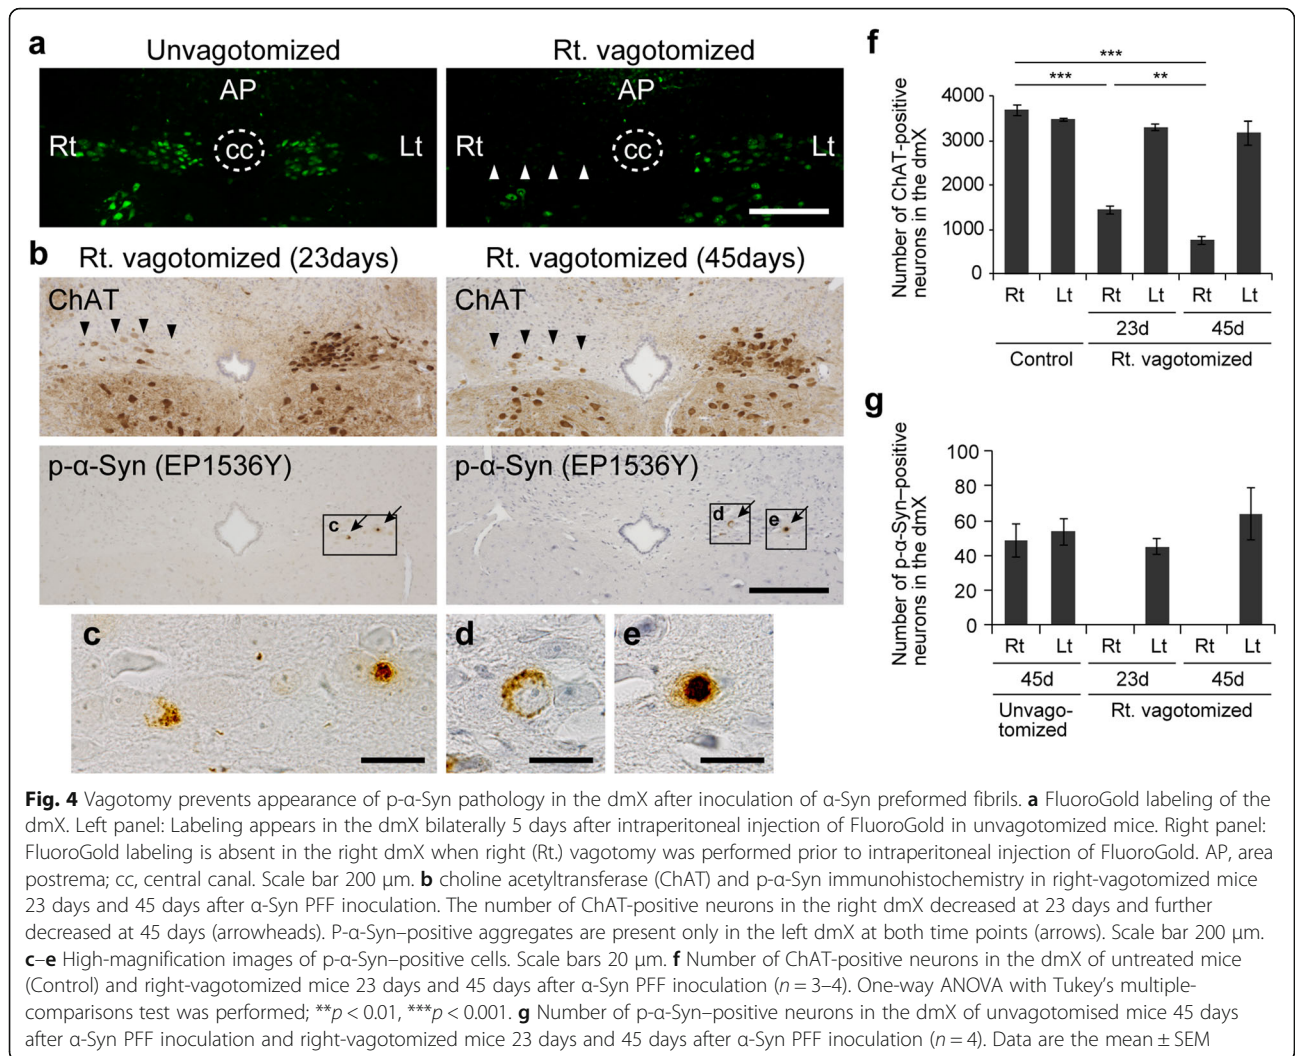 a
Unvagotomized
Rt. vagotomized
AP
Rt
cc
Lt
AP
Rt
cc
Lt
b
Rt. vagotomized (23days)
Rt. vagotomized (45days)
ChAT
p-α-Syn (EP1536Y)
p-α-Syn (EP1536Y)
c
d
e
c
d
e
f
***
***
**
Number of ChAT-positive
neurons in the dmX
4000
3000
2000
1000
0
Rt Lt Rt Lt Rt Lt
23d 45d
Control Rt. vagotomized
g
Number of p-α-Syn–positive
neurons in the dmX
100
80
60
40
20
0
Rt Lt Rt Lt Rt Lt
45d 23d 45d
Unvago-
tomized
Rt. vagotomized
Fig. 4 Vagotomy prevents appearance of p-α-Syn pathology in the dmX after inoculation of α-Syn preformed fibrils. a FluoroGold labeling of the
dmX. Left panel: Labeling appears in the dmX bilaterally 5 days after intraperitoneal injection of FluoroGold in unvagotomized mice. Right panel:
FluoroGold labeling is absent in the right dmX when right (Rt.) vagotomy was performed prior to intraperitoneal injection of FluoroGold. AP, area
postrema; cc, central canal. Scale bar 200 μm. b choline acetyltransferase (ChAT) and p-α-Syn immunohistochemistry in right-vagotomized mice
23 days and 45 days after α-Syn PFF inoculation. The number of ChAT-positive neurons in the right dmX decreased at 23 days and further
decreased at 45 days (arrowheads). P-α-Syn–positive aggregates are present only in the left dmX at both time points (arrows). Scale bar 200 μm.
c–e High-magnification images of p-α-Syn–positive cells. Scale bars 20 μm. f Number of ChAT-positive neurons in the dmX of untreated mice
(Control) and right-vagotomized mice 23 days and 45 days after α-Syn PFF inoculation (n = 3–4). One-way ANOVA with Tukey's multiple-
comparisons test was performed; **p < 0.01, ***p < 0.001. g Number of p-α-Syn–positive neurons in the dmX of unvagotomised mice 45 days
after α-Syn PFF inoculation and right-vagotomized mice 23 days and 45 days after α-Syn PFF inoculation (n = 4). Data are the mean ± SEM